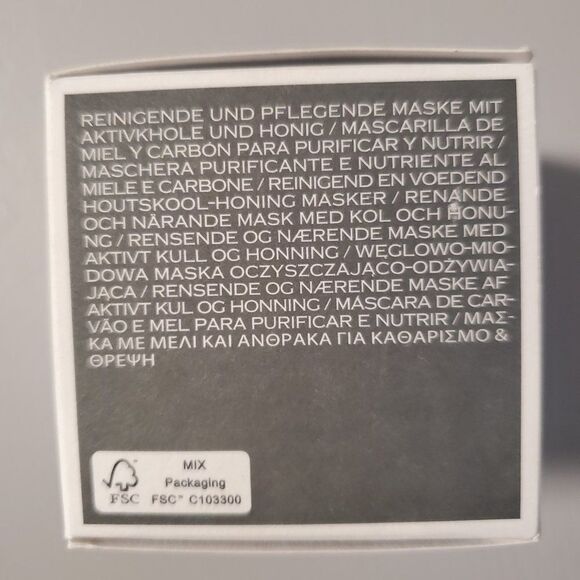 REINIGENDE UND PFLEGENDE MASKE MIT
AKTIVKHOLE UND HONIG / MASCARILLA DE
MIEL Y CARBÓN PARA PURIFICAR Y NUTRIR /
MASCHERA PURIFICANTE E NUTRIENTE AL
MIELE E CARBONE / REINIGEND EN VOEDEND
HOUTSKOOL-HONING MASKER / RENANDE
OCH NÄRANDE MASK MED KOL OCH HONU-
NG / RENSENDE OG NÆRENDE MASKE MED
AKTIVT KULL OG HONNING / WĘGLOWO-MIO-
DOWA MASKA OCZYSZCZAJĄCO-ODŻYWIA-
JĄCA / RENSENDE OG NÆRENDE MASKE AF
AKTIVT KUL OG HONNING / MÁSCARA DE CAR-
VÃO E MEL PARA PURIFICAR E NUTRIR / ΜΑΣ-
ΚΑ ΜΕ ΜΕΛΙ ΚΑΙ ΑΝΘΡΑΚΑ ΓΙΑ ΚΑΘΑΡΙΣΜΟ &
ΘΡΕΨΗ
FSC
MIX
Packaging
FSC™ C103300